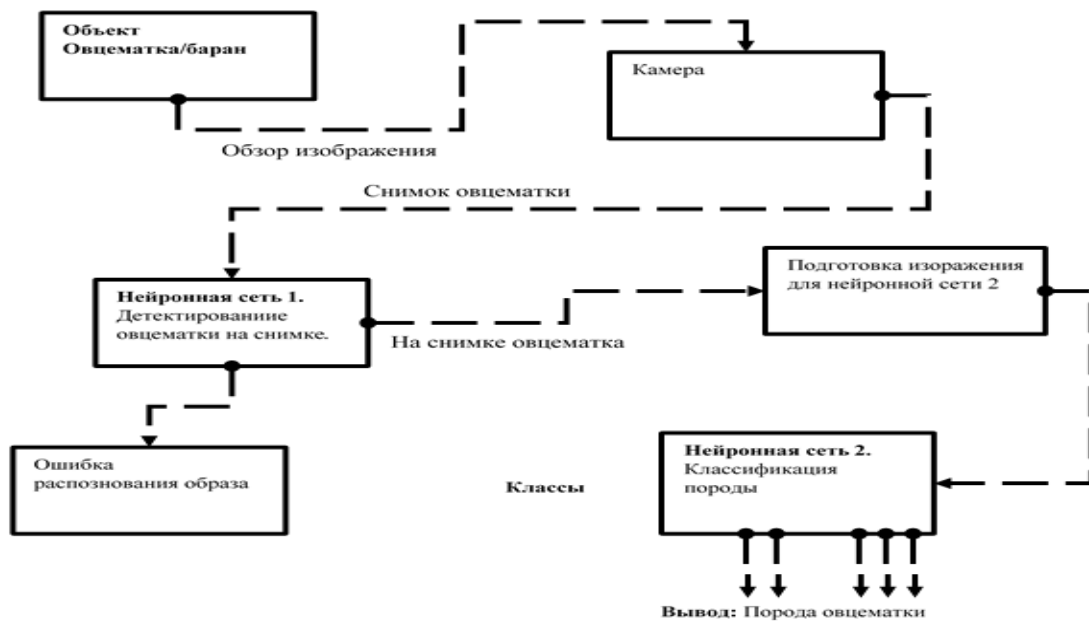 Объект
Овцематка/баран
Камера
Обзор изображения
Снимок овцематки
Нейронная сеть 1.
Детектированиие
овцематки на снимке.
На снимке овцематка
Подготовка изоражения
для нейронной сети 2
Ошибка
распознования образа
Классы
Нейронная сеть 2.
Классификация
породы
Вывод: Порода овцематки